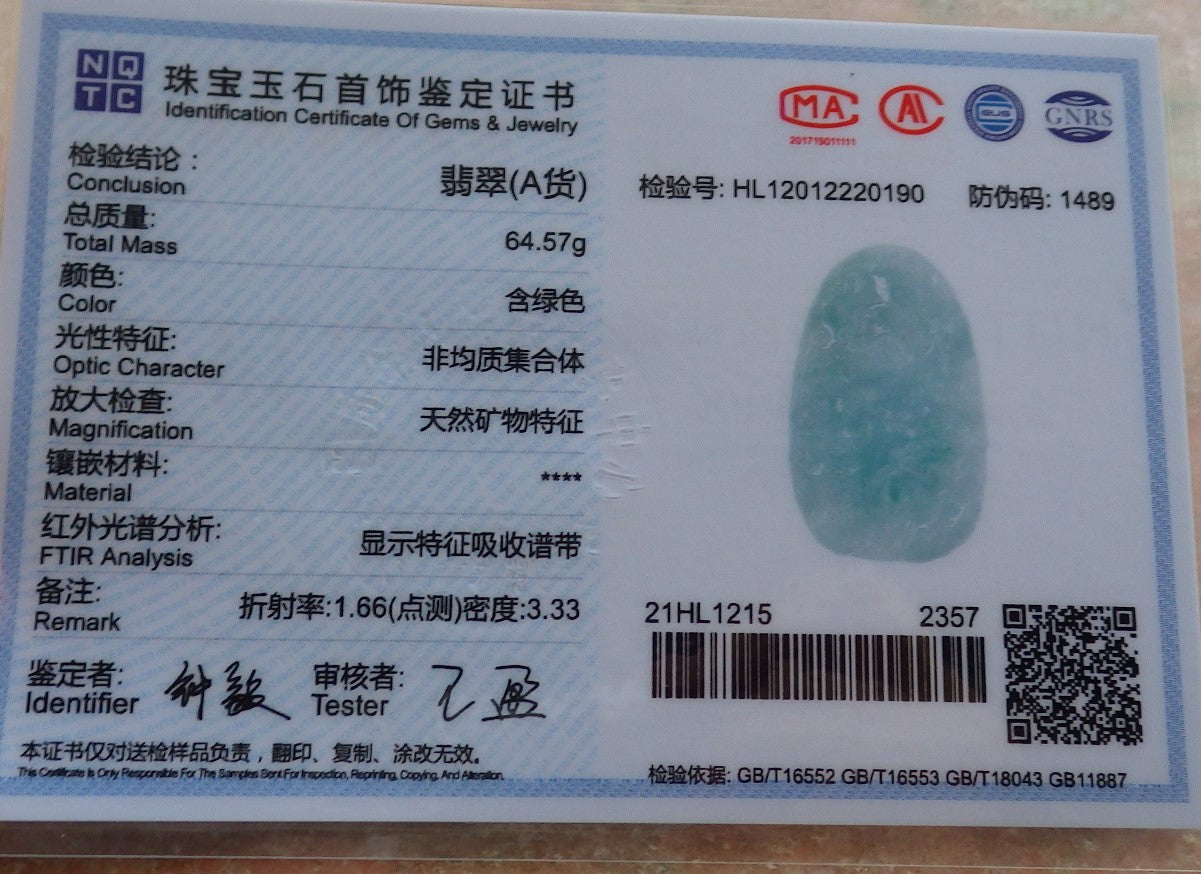 NQ
TC
珠宝玉石首饰鉴定证书
Identification Certificate Of Gems & Jewelry
检验结论：
Conclusion
翡翠(A货)
总质量:
Total Mass
64.57g
颜色:
Color
含绿色
光性特征:
Optic Character
非均质集合体
放大检查:
Magnification
天然矿物特征
镶嵌材料:
Material
****
红外光谱分析:
FTIR Analysis
显示特征吸收谱带
备注:
Remark
折射率:1.66(点测)密度:3.33
鉴定者:
Identifier
审核者:
Tester
本证书仅对送检样品负责，翻印、复制、涂改无效。
This Certificate Is Only Responsible For The Samples Sent For Inspection, Reprinting, Copying, And Alteration.
MA
201719011111
GNRS
检验号: HL12012220190
防伪码: 1489
21HL1215
2357
检验依据: GB/T16552 GB/T16553 GB/T18043 GB11887